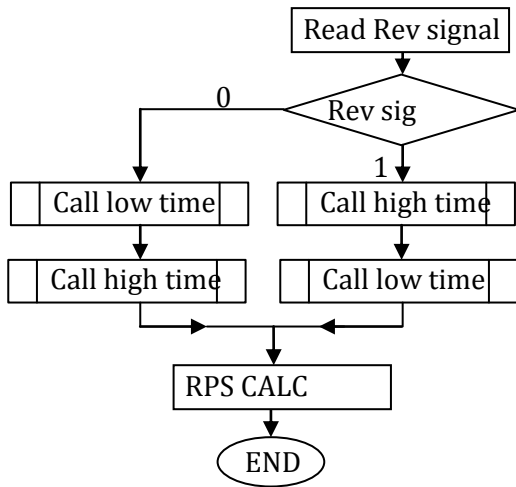 Read Rev signal
0
Rev sig
1
Call low time
Call high time
Call high time
Call low time
RPS CALC
END